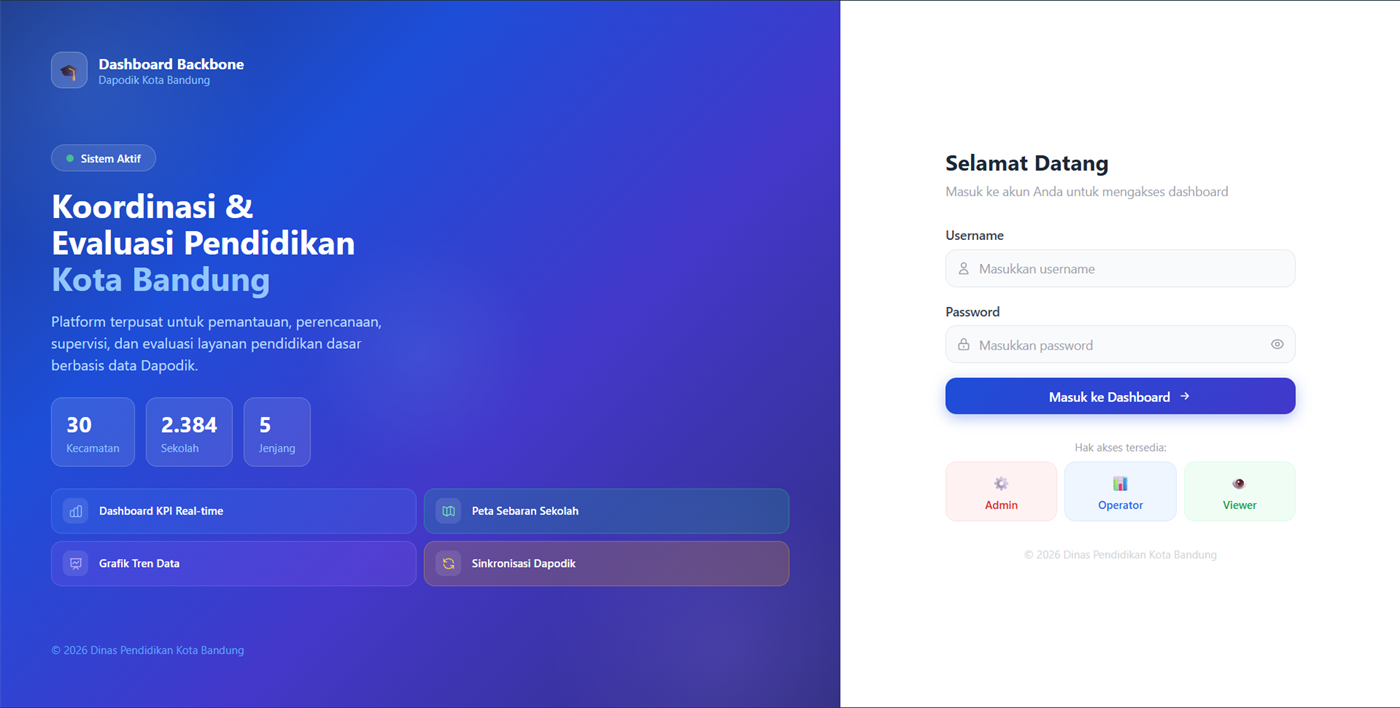 Dashboard Backbone
Dapodik Kota Bandung
Sistem Aktif
Koordinasi &
Evaluasi Pendidikan
Kota Bandung
Platform terpusat untuk pemantauan, perencanaan,
supervisi, dan evaluasi layanan pendidikan dasar
berbasis data Dapodik.
30
Kecamatan
2.384
Sekolah
5
Jenjang
Dashboard KPI Real-time
Peta Sebaran Sekolah
Grafik Tren Data
Sinkronisasi Dapodik
© 2026 Dinas Pendidikan Kota Bandung
Selamat Datang
Masuk ke akun Anda untuk mengakses dashboard
Username
Masukkan username
Password
Masukkan password
Masuk ke Dashboard →
Hak akses tersedia:
Admin
Operator
Viewer
© 2026 Dinas Pendidikan Kota Bandung